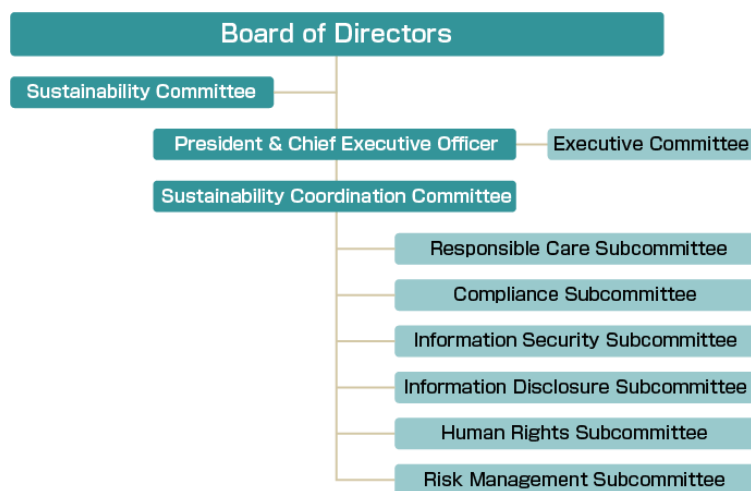 Board of Directors
Sustainability Committee
President & Chief Executive Officer
Executive Committee
Sustainability Coordination Committee
Responsible Care Subcommittee
Compliance Subcommittee
Information Security Subcommittee
Information Disclosure Subcommittee
Human Rights Subcommittee
Risk Management Subcommittee